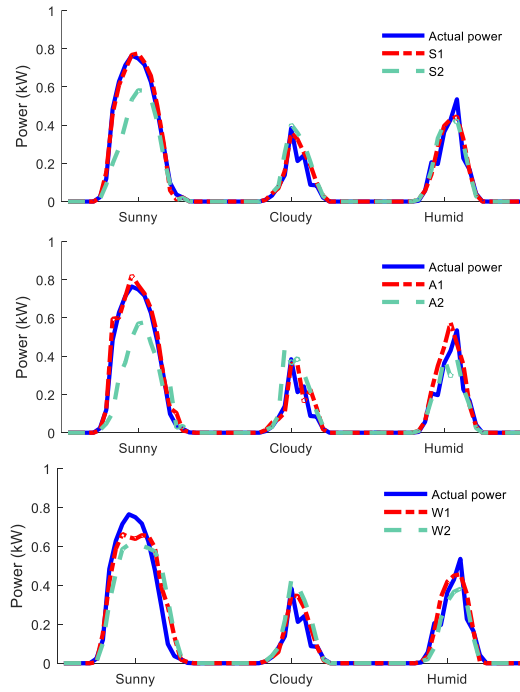 1
0.8
0.6
0.4
0.2
0
Power (kW)
Actual power
S1
S2
Sunny Cloudy Humid
1
0.8
0.6
0.4
0.2
0
Power (kW)
Actual power
A1
A2
Sunny Cloudy Humid
1
0.8
0.6
0.4
0.2
0
Power (kW)
Actual power
W1
W2
Sunny Cloudy Humid